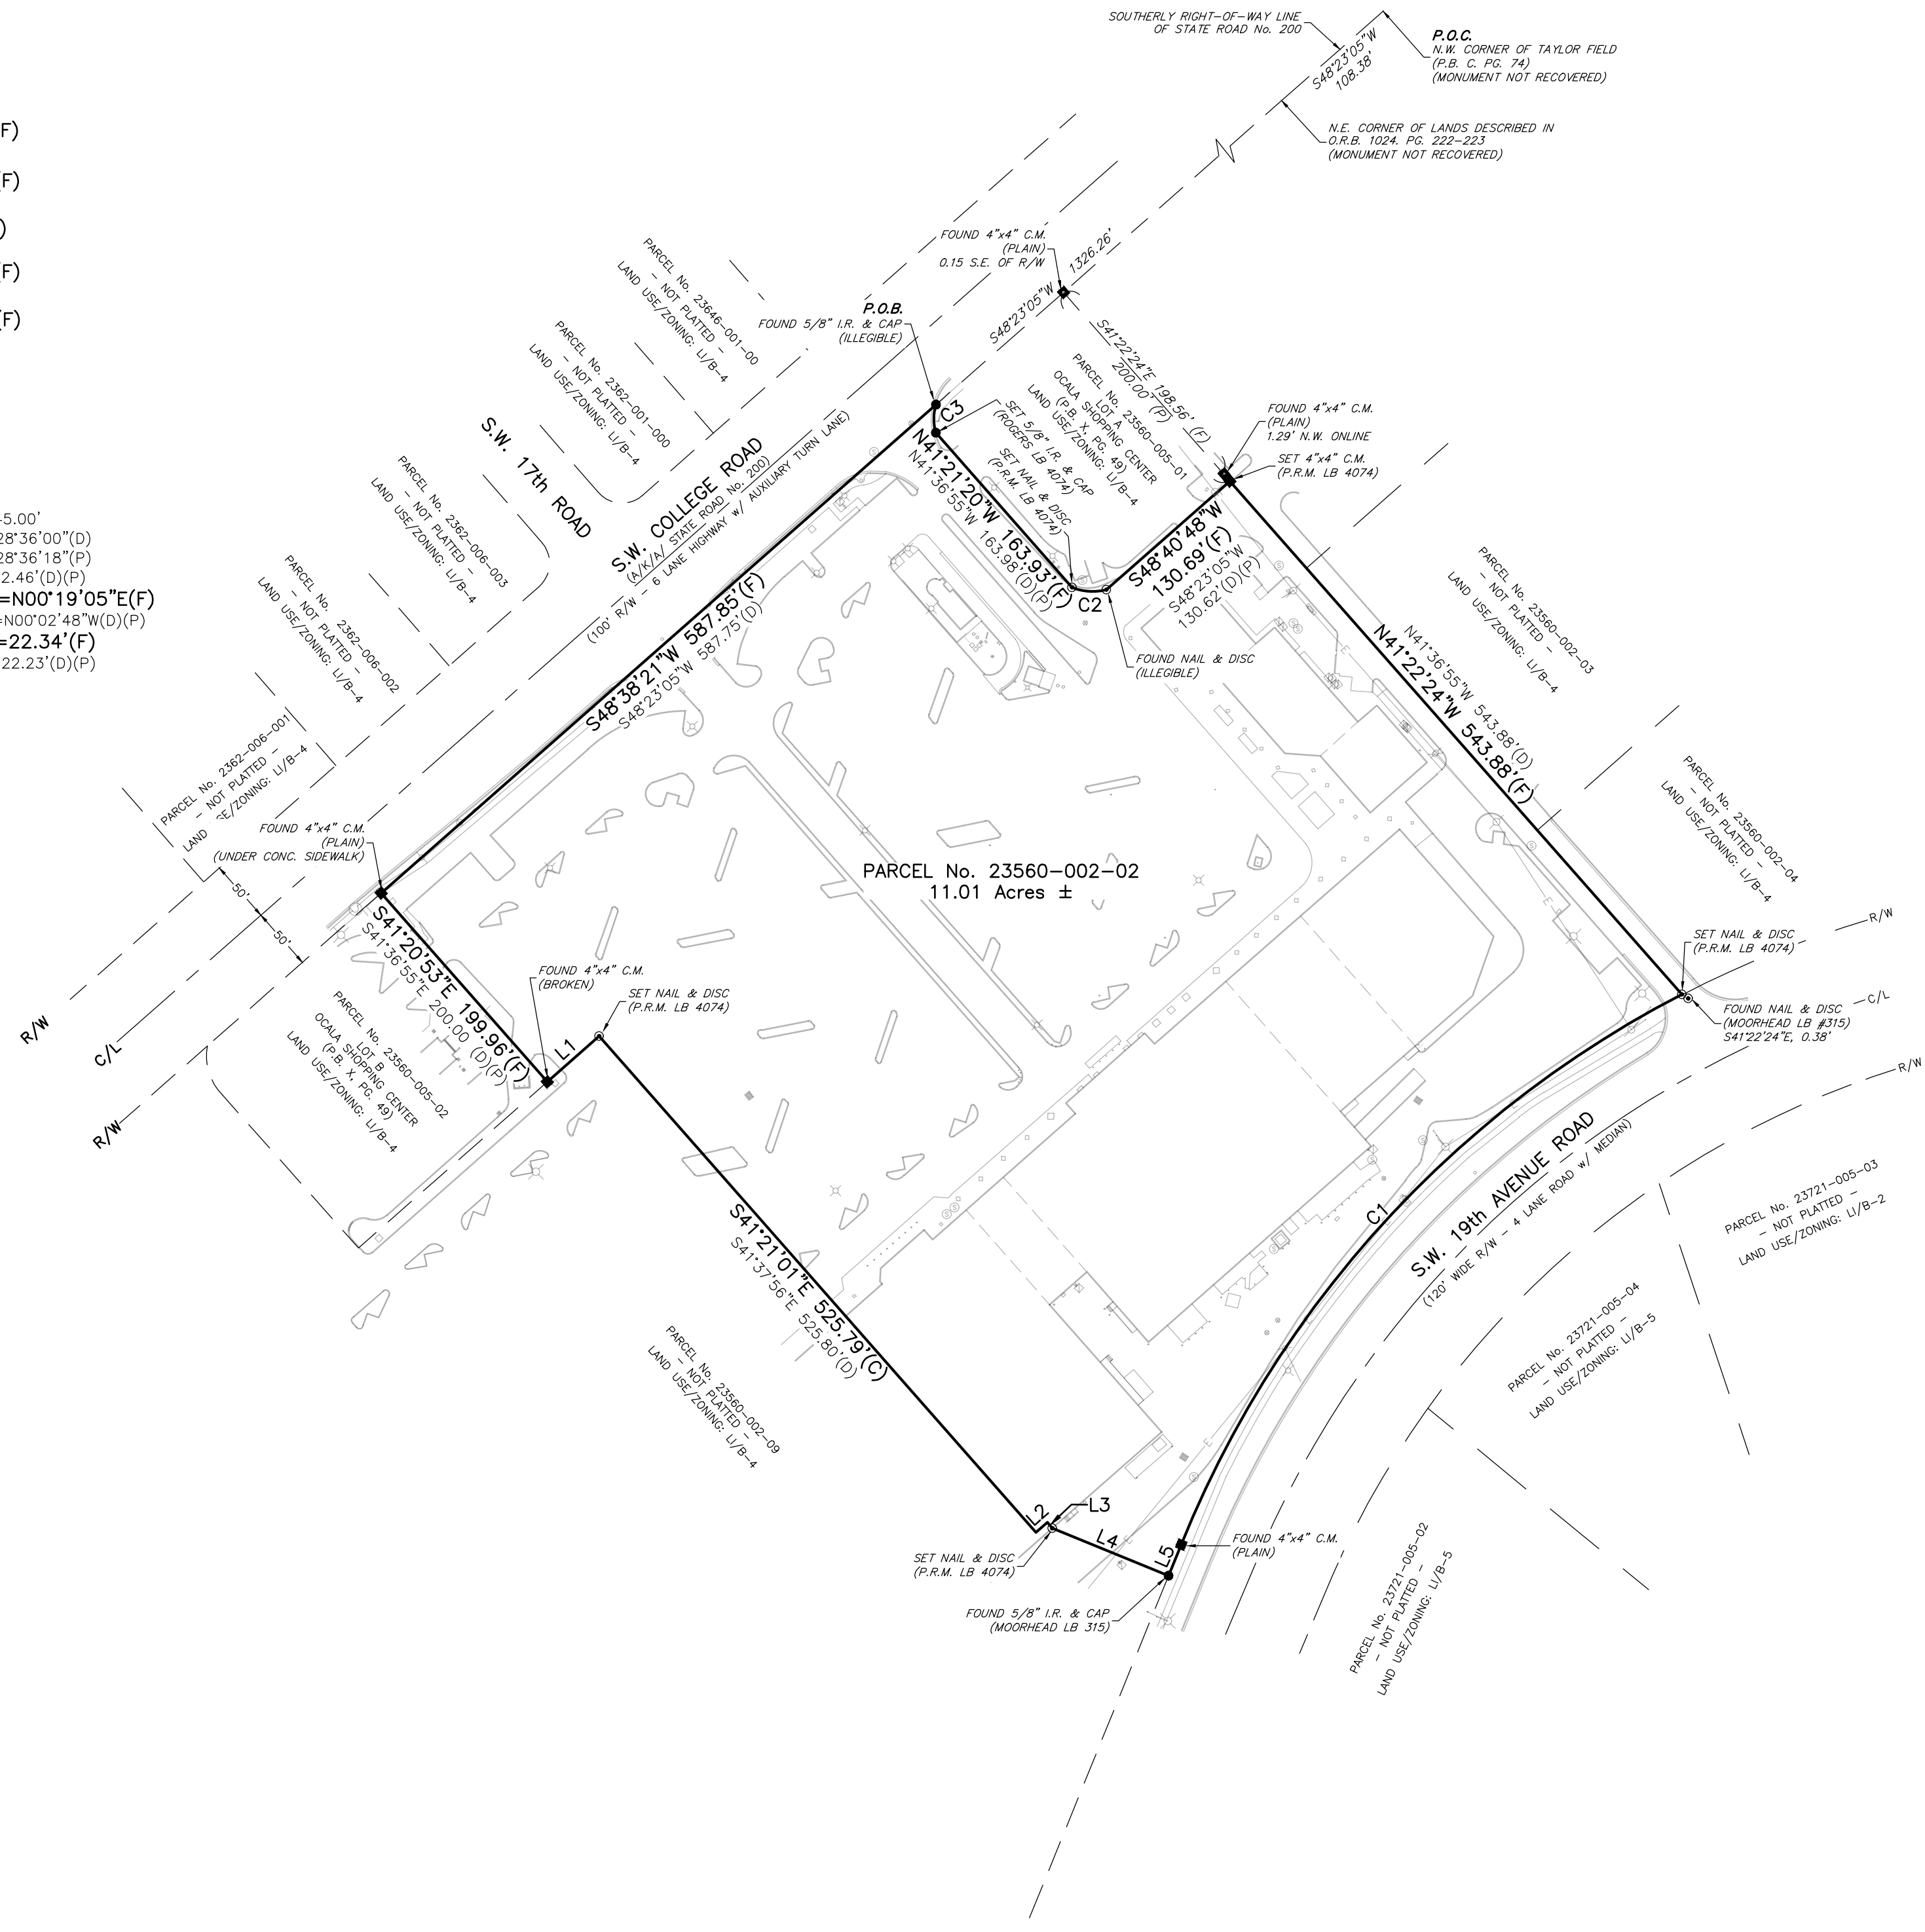 SOUTHERLY RIGHT-OF-WAY LINE
OF STATE ROAD No. 200
S48°23'05"W
108.38'
P.O.C.
N.W. CORNER OF TAYLOR FIELD
(P.B. C. PG. 74)
(MONUMENT NOT RECOVERED)
N.E. CORNER OF LANDS DESCRIBED IN
O.R.B. 1024. PG. 222-223
(MONUMENT NOT RECOVERED)
F)
(F)
)
(F)
(F)
5.00'
28°36'00"(D)
28°36'18"(P)
2.46'(D)(P)
=N00°19'05"E(F)
=N00°02'48"W(D)(P)
=22.34'(F)
22.23'(D)(P)
FOUND 4"x4" C.M.
(PLAIN)
0.15 S.E. OF R/W
1326.26'
S48°23'05"W
P.O.B.
FOUND 5/8" I.R. & CAP
(ILLEGIBLE)
PARCEL No. 23646-001-00
- NOT PLATTED -
LAND USE/ZONING: LI/B-4
PARCEL No. 2362-001-000
- NOT PLATTED -
LAND USE/ZONING: LI/B-4
S.W. 17th ROAD
PARCEL No. 2362-006-003
- NOT PLATTED -
LAND USE/ZONING: LI/B-4
PARCEL No. 2362-006-002
- NOT PLATTED -
LAND USE/ZONING: LI/B-4
PARCEL No. 2362-006-001
- NOT PLATTED -
LAND SE/ZONING: LI/B-4
S.W. COLLEGE ROAD
(A/K/A/ STATE ROAD No. 200)
(100' R/W - 6 LANE HIGHWAY w/ AUXILIARY TURN LANE)
S41°22'24"E 198.56' (F)
200.00' (P)
PARCEL No. 23560-005-01
LOT A
OCALA SHOPPING CENTER
(P.B. X, PG. 49)
LAND USE/ZONING: LI/B-4
C3
SET 5/8" I.R. & CAP
(ROGERS LB 4074)
SET NAIL & DISC
(P.R.M. LB 4074)
N41°21'20"W 163.93'(F)
N41°36'55"W 163.98'(D)(P)
C2
S48°40'48"W
130.69'(F)
S48°23'05"W
130.62'(D)(P)
FOUND NAIL & DISC
(ILLEGIBLE)
FOUND 4"x4" C.M.
(PLAIN)
1.29' N.W. ONLINE
SET 4"x4" C.M.
(P.R.M. LB 4074)
PARCEL No. 23560-002-03
- NOT PLATTED -
LAND USE/ZONING: LI/B-4
N41°36'55"W 543.88'(D)
N41°22'24"W 543.88'(F)
S48°38'21"W 587.85'(F)
S48°23'05"W 587.75'(D)
PARCEL No. 23560-002-04
- NOT PLATTED -
LAND USE/ZONING: LI/B-4
FOUND 4"x4" C.M.
(PLAIN)
(UNDER CONC. SIDEWALK)
PARCEL No. 23560-002-02
11.01 Acres ±
50'
50'
R/W
C/L
R/W
S41°20'53"E 199.96'(F)
S41°36'55"E 200.00 (D)(P)
FOUND 4"x4" C.M.
(BROKEN)
SET NAIL & DISC
(P.R.M. LB 4074)
L1
PARCEL No. 23560-005-02
LOT B
OCALA SHOPPING CENTER
(P.B. X, PG. 49)
LAND USE/ZONING: LI/B-4
R/W
SET NAIL & DISC
(P.R.M. LB 4074)
C/L
FOUND NAIL & DISC
(MOORHEAD LB #315)
S41°22'24"E, 0.38'
R/W
S41°21'01"E 525.79'(C)
S41°37'56"E 525.80'(D)
C1
S.W. 19th AVENUE ROAD
(120' WIDE R/W - 4 LANE ROAD w/ MEDIAN)
PARCEL No. 23721-005-03
- NOT PLATTED -
LAND USE/ZONING: LI/B-2
PARCEL No. 23721-005-04
- NOT PLATTED -
LAND USE/ZONING: LI/B-5
PARCEL No. 23560-002-09
- NOT PLATTED -
LAND USE/ZONING: LI/B-4
L2
L3
L4
L5
SET NAIL & DISC
(P.R.M. LB 4074)
FOUND 4"x4" C.M.
(PLAIN)
FOUND 5/8" I.R. & CAP
(MOORHEAD LB 315)
PARCEL No. 23721-005-02
- NOT PLATTED -
LAND USE/ZONING: LI/B-5